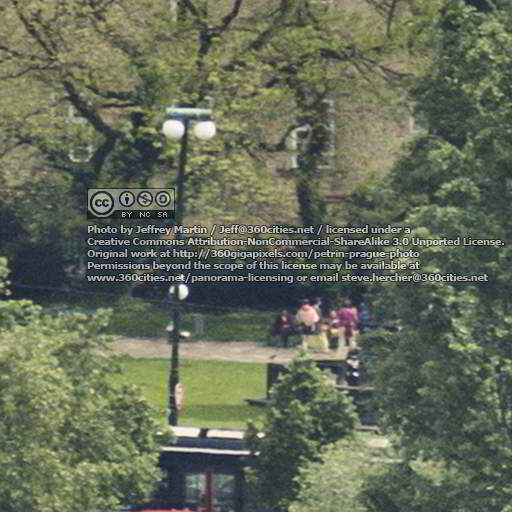 cc BY NC SA
Photo by Jeffrey Martin / Jeff@360cities.net / licensed under a
Creative Commons Attribution-NonCommercial-ShareAlike 3.0 Unported License.
Original work at http://360gigapixels.com/petrin-prague-photo
Permissions beyond the scope of this license may be available at
www.360cities.net/panorama-licensing or email steve.hercher@360cities.net